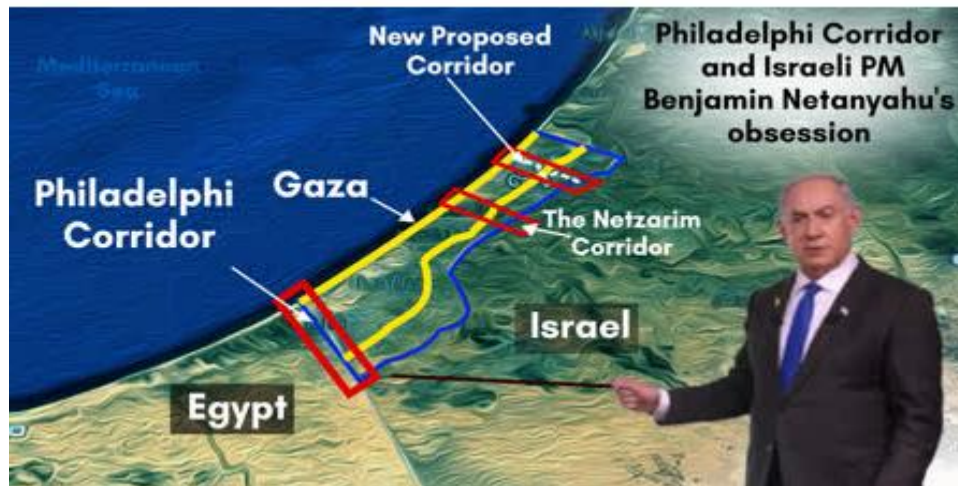 New Proposed
Corridor
Philadelphi Corridor
and Israeli PM
Benjamin Netanyahu's
obsession
Mediterranean
Sea
Gaza
Philadelphi
Corridor
The Netzarim
Corridor
Israel
Egypt